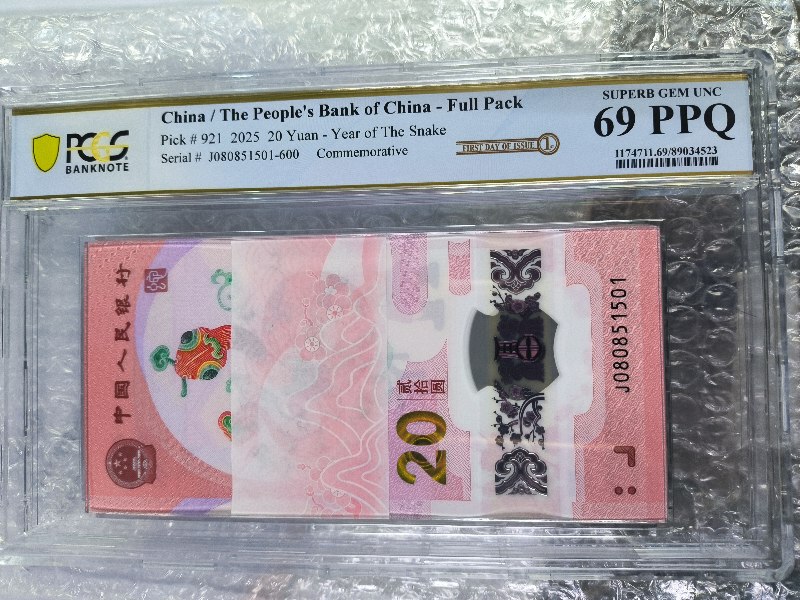 PCGS
BANKNOTE
China / The People's Bank of China - Full Pack
Pick # 921 2025 20 Yuan - Year of The Snake
Serial # J080851501-600 Commemorative
FIRST DAY OF ISSUE 1
SUPERB GEM UNC
69 PPQ
1174711.69/89034523
中国人民银行
贰拾圆
20
J080851501